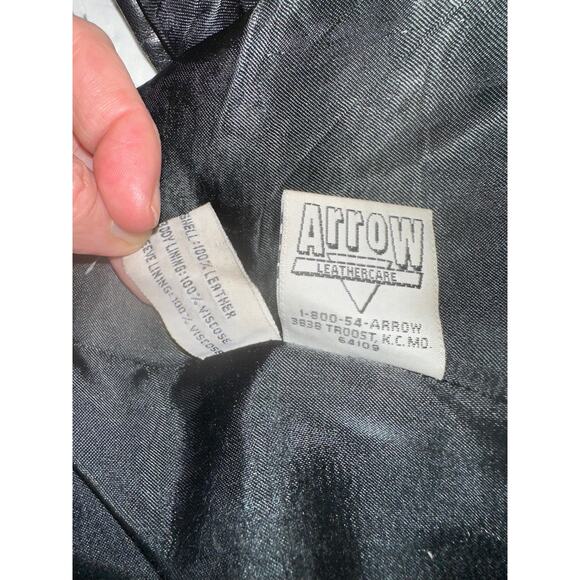 SHELL: 100% LEATHER
BODY LINING: 100% VISCOSE
SLEEVE LINING: 100% VISCOSE
Arrow
LEATHERCARE
1-800-54-ARROW
3838 TROOST, K.C. MO.
64109